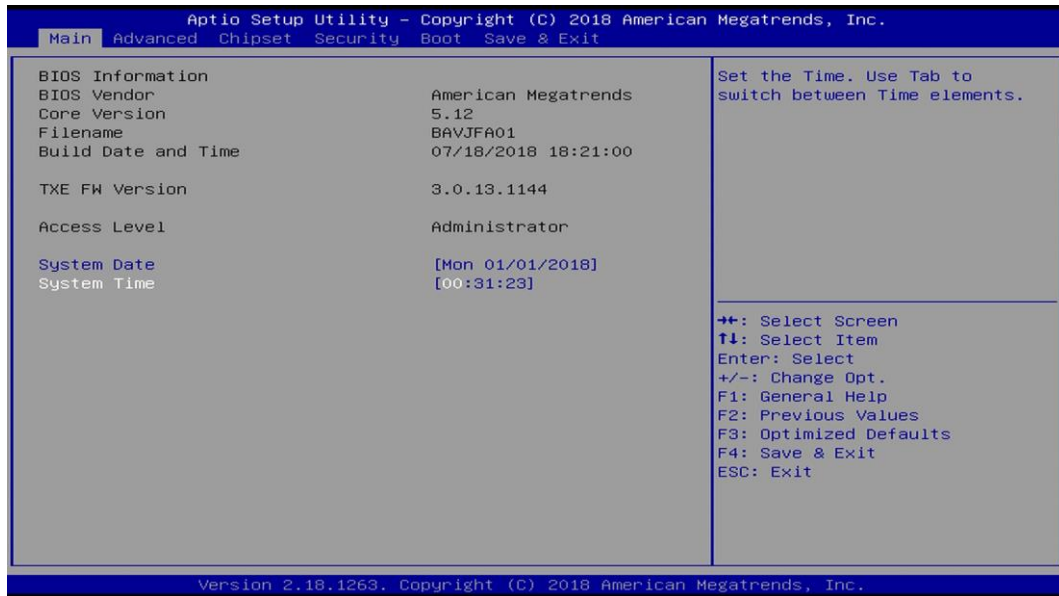 Aptio Setup Utility – Copyright (C) 2018 American Megatrends, Inc.
Main Advanced Chipset Security Boot Save & Exit
BIOS Information
BIOS Vendor American Megatrends
Core Version 5.12
Filename BAVJFA01
Build Date and Time 07/18/2018 18:21:00
TXE FW Version 3.0.13.1144
Access Level Administrator
System Date [Mon 01/01/2018]
System Time [00:31:23]
Set the Time. Use Tab to
switch between Time elements.
→←: Select Screen
↑↓: Select Item
Enter: Select
+/-: Change Opt.
F1: General Help
F2: Previous Values
F3: Optimized Defaults
F4: Save & Exit
ESC: Exit
Version 2.18.1263. Copyright (C) 2018 American Megatrends, Inc.